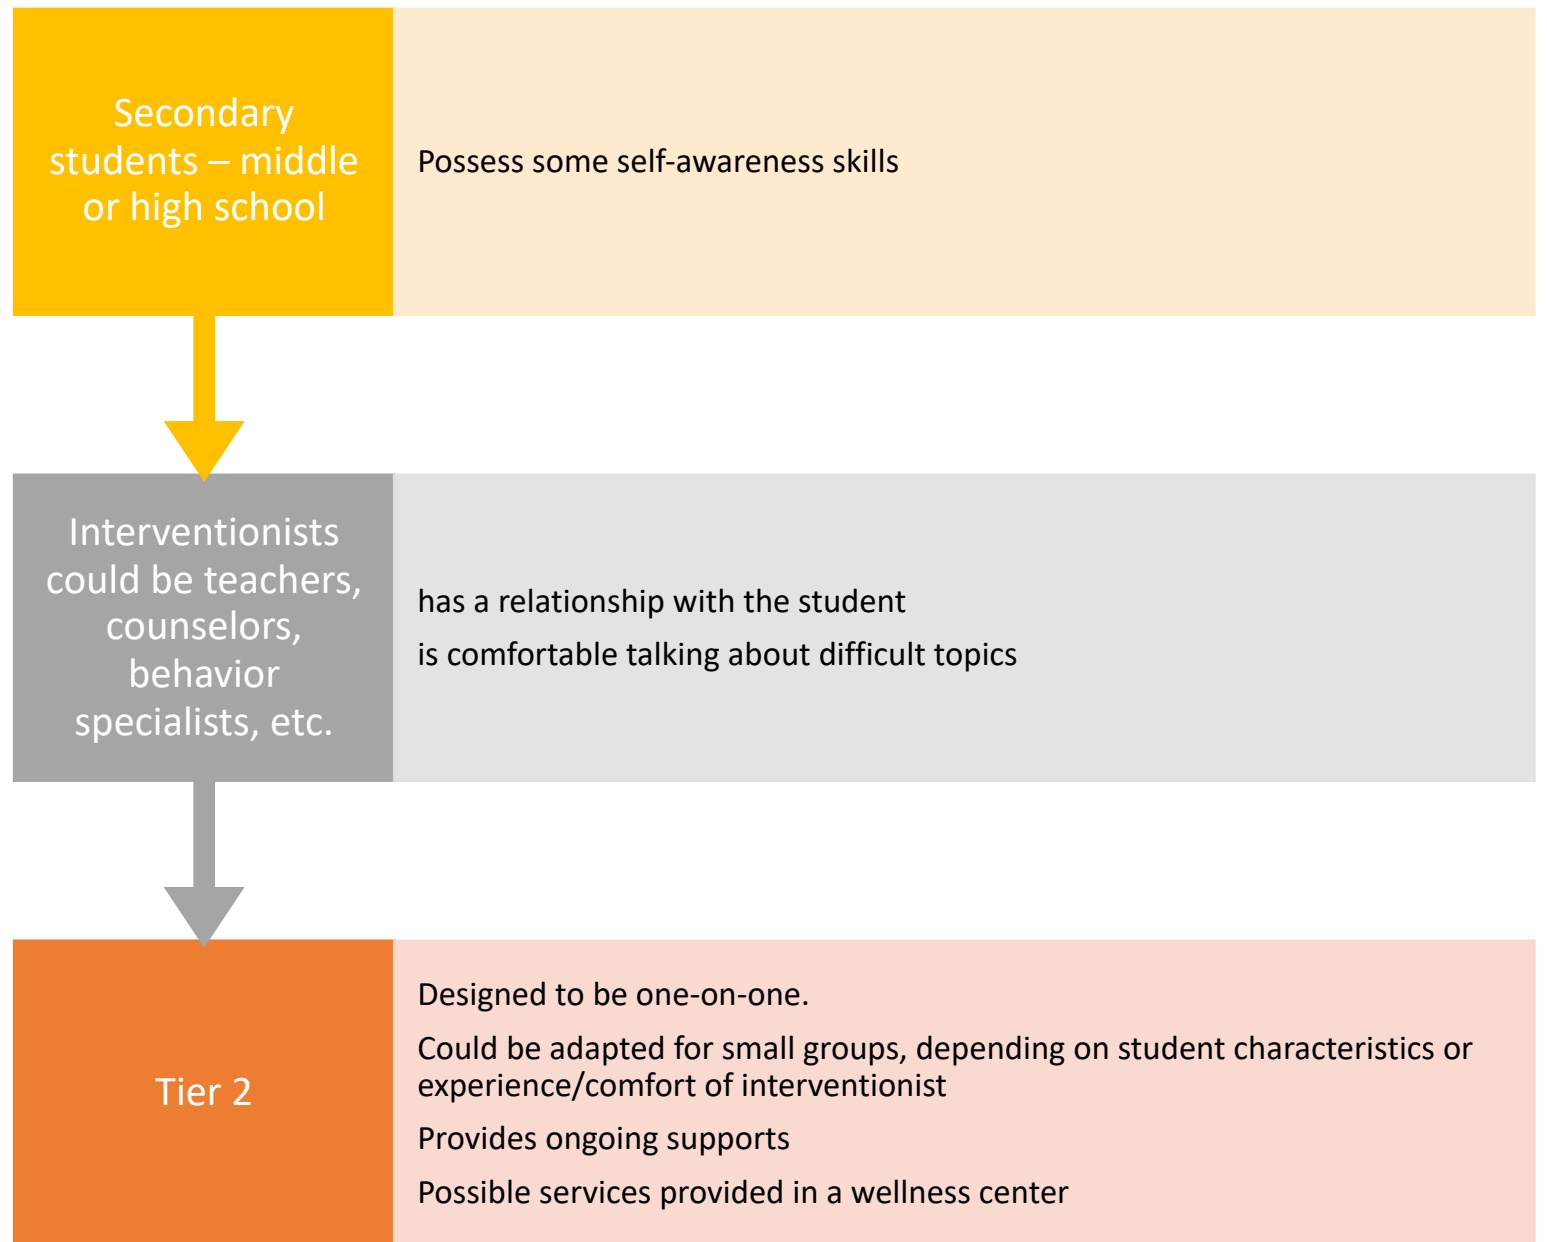 Secondary
students – middle
or high school
Possess some self-awareness skills
Interventionists
could be teachers,
counselors,
behavior
specialists, etc.
has a relationship with the student
is comfortable talking about difficult topics
Tier 2
Designed to be one-on-one.
Could be adapted for small groups, depending on student characteristics or
experience/comfort of interventionist
Provides ongoing supports
Possible services provided in a wellness center